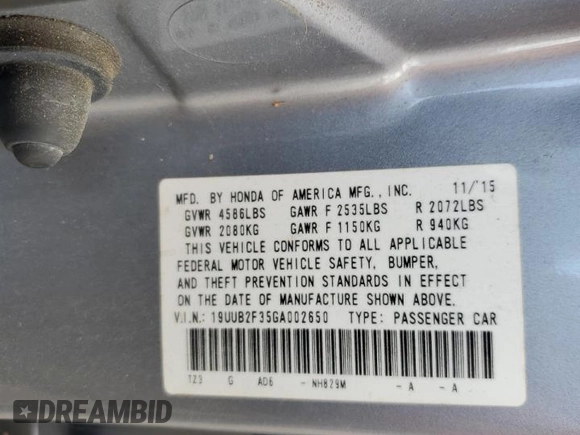 MFD. BY HONDA OF AMERICA MFG., INC. 11/'15
GVWR 4586LBS GAWR F 2535LBS R 2072LBS
GVWR 2080KG GAWR F 1150KG R 940KG
THIS VEHICLE CONFORMS TO ALL APPLICABLE
FEDERAL MOTOR VEHICLE SAFETY, BUMPER,
AND THEFT PREVENTION STANDARDS IN EFFECT
ON THE DATE OF MANUFACTURE SHOWN ABOVE.
V.I.N.: 19UUB2F35GA002650 TYPE: PASSENGER CAR
TZ3 G AD6 - NH829M - A - A
DREAMBID